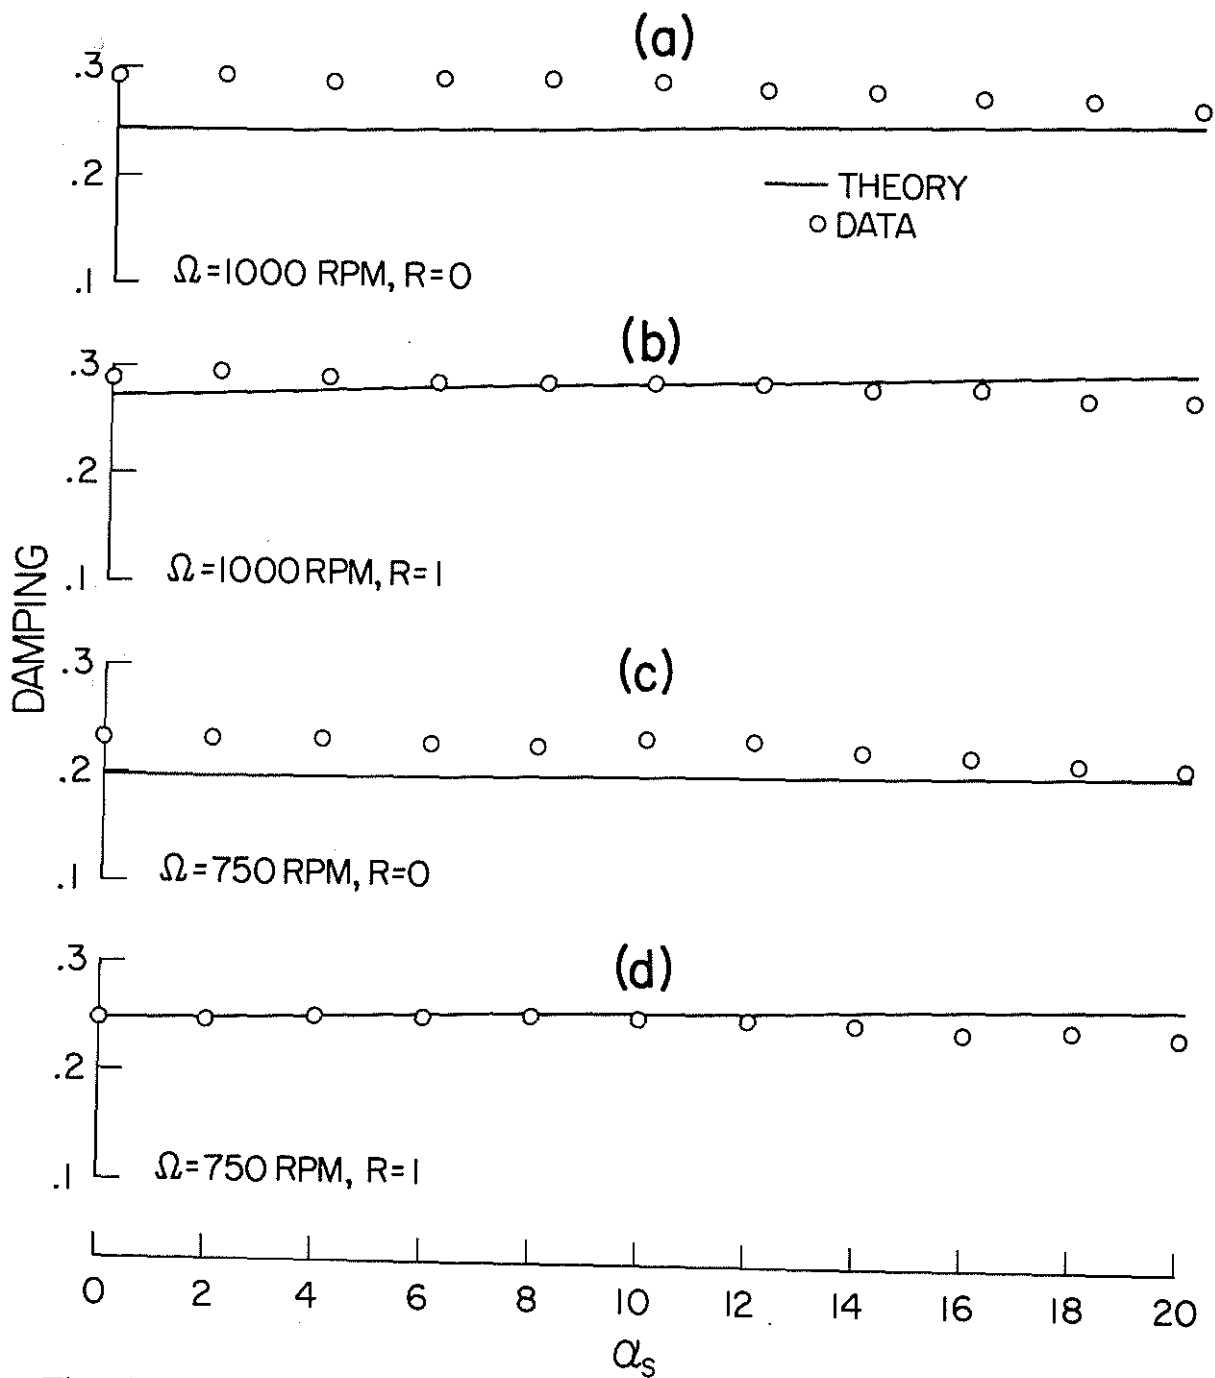 (a)
.3
.2
.1
THEORY
DATA
Ω=1000 RPM, R=0
(b)
.3
.2
.1
Ω=1000 RPM, R=1
DAMPING
(c)
.3
.2
.1
Ω=750 RPM, R=0
(d)
.3
.2
.1
Ω=750 RPM, R=1
0 2 4 6 8 10 12 14 16 18 20
αs